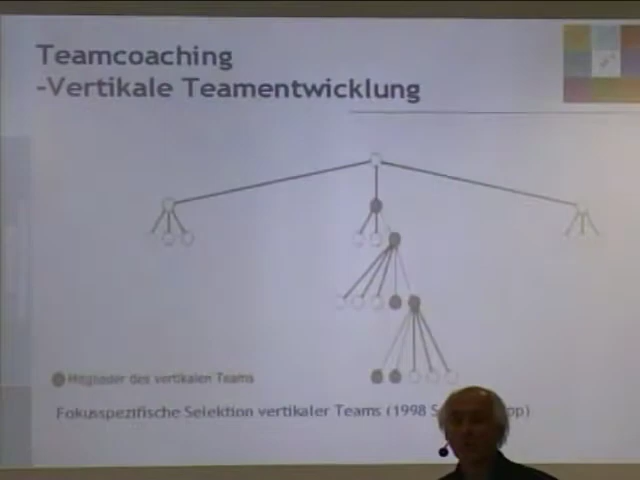 Teamcoaching
-Vertikale Teamentwicklung
Mitglieder des vertikalen Teams
Fokusspezifische Selektion vertikaler Teams (1998 S